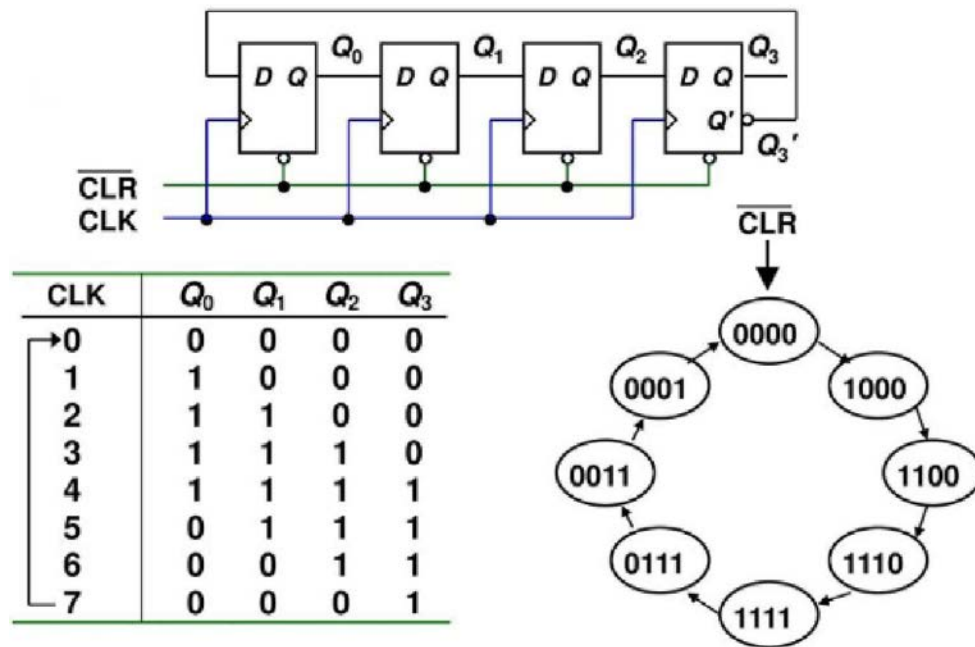 Q0 Q1 Q2 Q3
D Q D Q D Q D Q
Q'
Q3'
CLR
CLK
CLR
CLK Q0 Q1 Q2 Q3
0 0 0 0 0
1 1 0 0 0
2 1 1 0 0
3 1 1 1 0
4 1 1 1 1
5 0 1 1 1
6 0 0 1 1
7 0 0 0 1
0000
0001 1000
0011 1100
0111 1110
1111